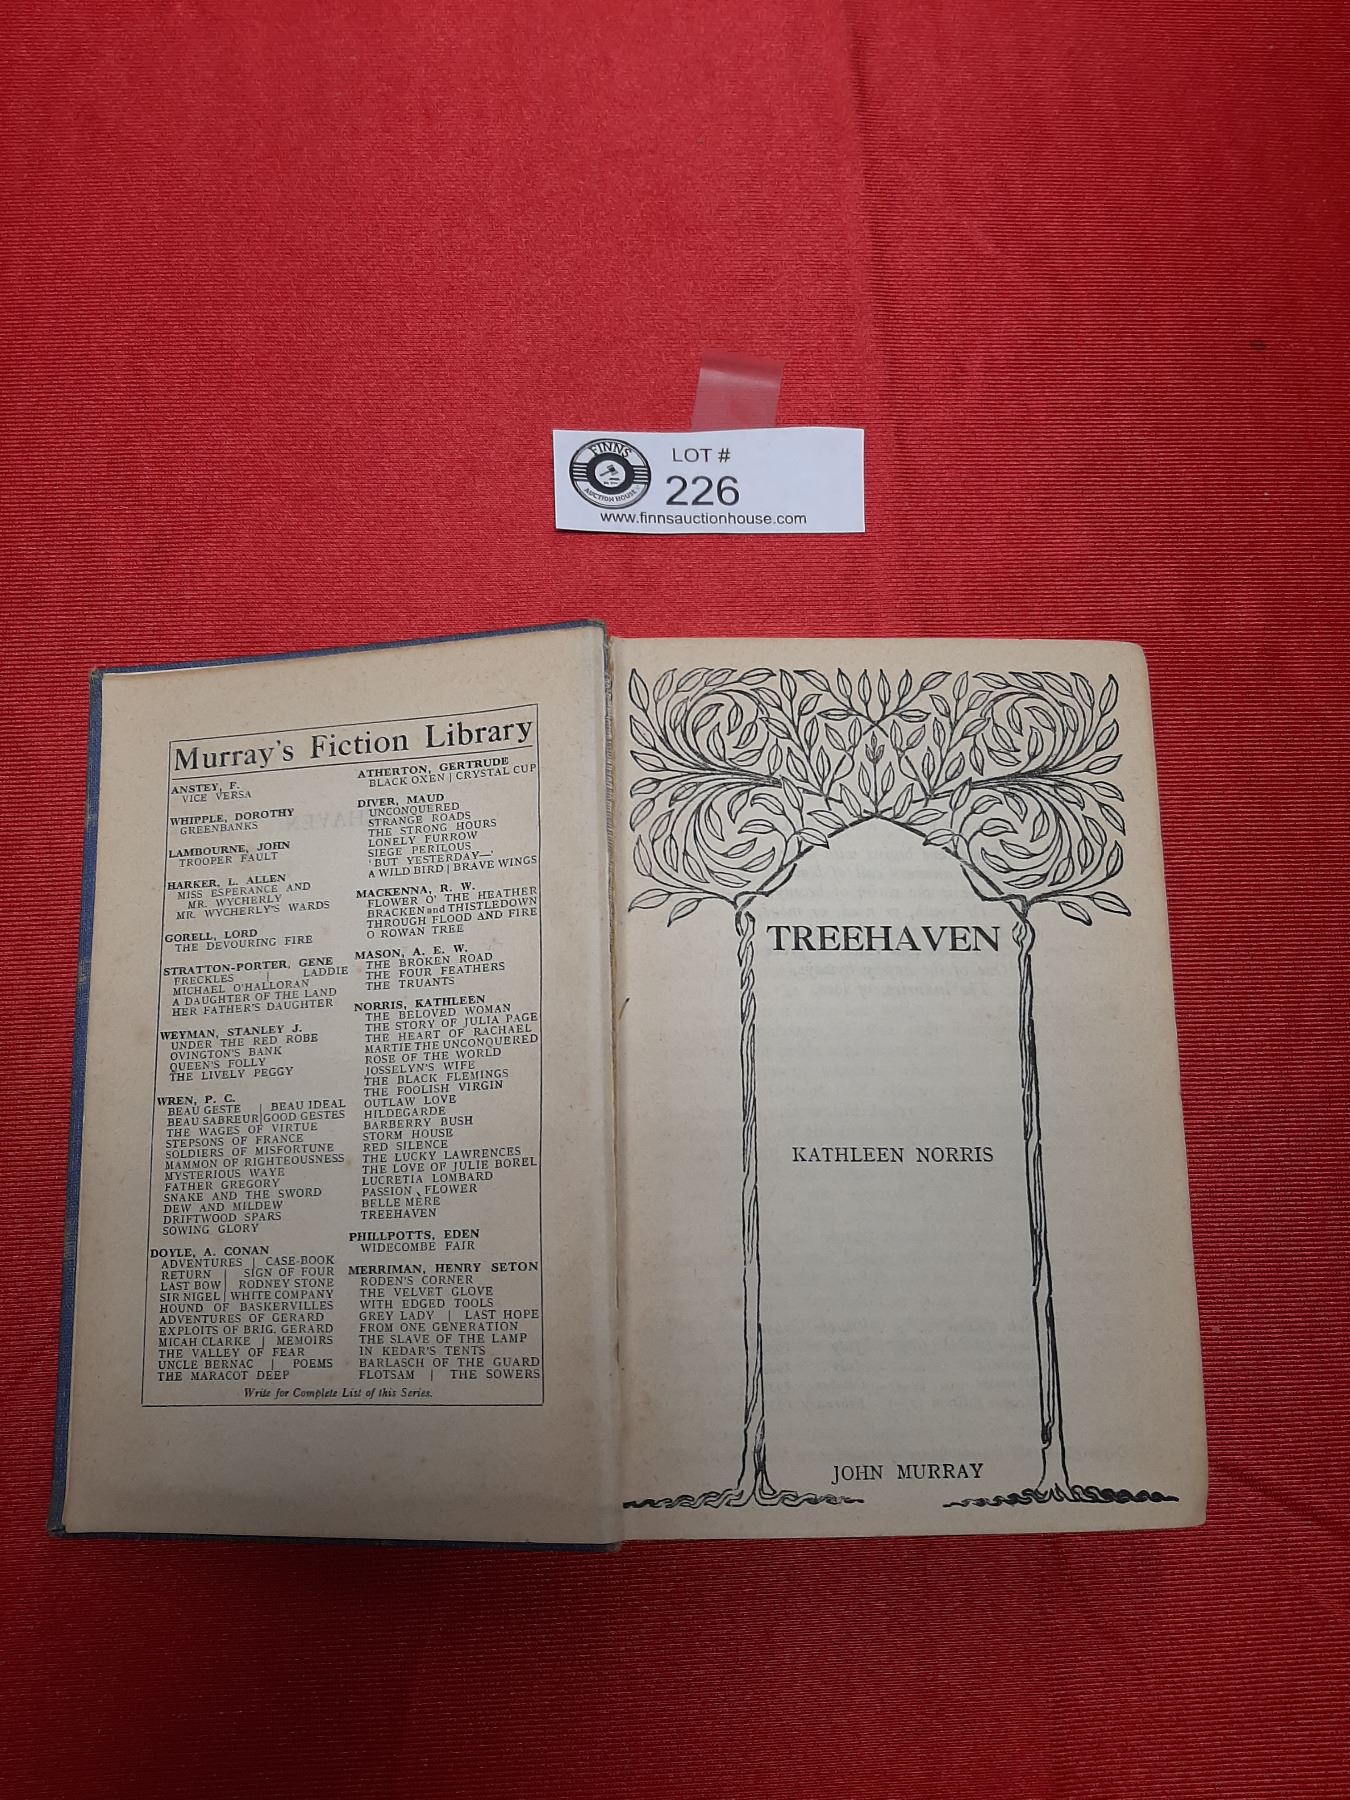 FINNS
AUCTION HOUSE
LOT #
226
www.finnsauctionhouse.com
Murray's Fiction Library
ANSTEY, F.
VICE VERSA
WHIPPLE, DOROTHY
GREENBANKS
LAMBOURNE, JOHN
TROOPER FAULT
HARKER, L. ALLEN
MISS ESPERANCE AND
MR. WYCHERLY
MR. WYCHERLY'S WARDS
GORELL, LORD
THE DEVOURING FIRE
STRATTON-PORTER, GENE
FRECKLES | LADDIE
MICHAEL O'HALLORAN
A DAUGHTER OF THE LAND
HER FATHER'S DAUGHTER
WEYMAN, STANLEY J.
UNDER THE RED ROBE
OVINGTON'S BANK
QUEEN'S FOLLY
THE LIVELY PEGGY
WREN, P. C.
BEAU GESTE | BEAU IDEAL
BEAU SABREUR | GOOD GESTES
THE WAGES OF VIRTUE
STEPSONS OF FRANCE
SOLDIERS OF MISFORTUNE
MAMMON OF RIGHTEOUSNESS
MYSTERIOUS WAYE
FATHER GREGORY
SNAKE AND THE SWORD
DEW AND MILDEW
DRIFTWOOD SPARS
SOWING GLORY
DOYLE, A. CONAN
ADVENTURES | CASE-BOOK
RETURN | SIGN OF FOUR
LAST BOW | RODNEY STONE
SIR NIGEL | WHITE COMPANY
HOUND OF BASKERVILLES
ADVENTURES OF GERARD
EXPLOITS OF BRIG. GERARD
MICAH CLARKE | MEMOIRS
THE VALLEY OF FEAR
UNCLE BERNAC | POEMS
THE MARACOT DEEP
ATHERTON, GERTRUDE
BLACK OXEN | CRYSTAL CUP
DIVER, MAUD
UNCONQUERED
STRANGE ROADS
THE STRONG HOURS
LONELY FURROW
SIEGE PERILOUS
'BUT YESTERDAY—'
A WILD BIRD | BRAVE WINGS
MACKENNA, R. W.
FLOWER O' THE HEATHER
BRACKEN and THISTLEDOWN
THROUGH FLOOD AND FIRE
O ROWAN TREE
MASON, A. E. W.
THE BROKEN ROAD
THE FOUR FEATHERS
THE TRUANTS
NORRIS, KATHLEEN
THE BELOVED WOMAN
THE STORY OF JULIA PAGE
THE HEART OF RACHAEL
MARTIE THE UNCONQUERED
ROSE OF THE WORLD
JOSSELYN'S WIFE
THE BLACK FLEMINGS
THE FOOLISH VIRGIN
OUTLAW LOVE
HILDEGARDE
BARBERRY BUSH
STORM HOUSE
RED SILENCE
THE LUCKY LAWRENCES
THE LOVE OF JULIE BOREL
LUCRETIA LOMBARD
PASSION FLOWER
BELLE MÈRE
TREEHAVEN
PHILLPOTTS, EDEN
WIDECOMBE FAIR
MERRIMAN, HENRY SETON
RODEN'S CORNER
THE VELVET GLOVE
WITH EDGED TOOLS
GREY LADY | LAST HOPE
FROM ONE GENERATION
THE SLAVE OF THE LAMP
IN KEDAR'S TENTS
BARLASCH OF THE GUARD
FLOTSAM | THE SOWERS
Write for Complete List of this Series.
TREEHAVEN
KATHLEEN NORRIS
JOHN MURRAY